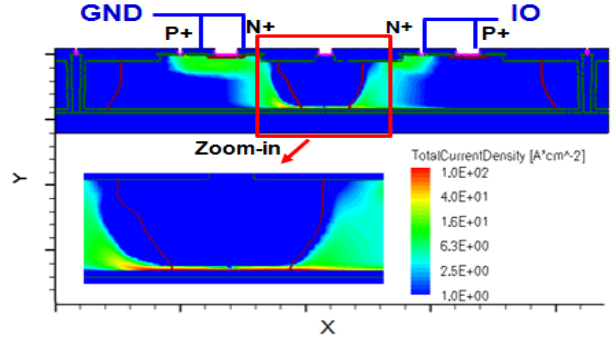 GND
IO
P+
N+
N+
P+
Zoom-in
TotalCurrentDensity [A*cm^-2]
1.0E+02
4.0E+01
1.6E+01
6.3E+00
2.5E+00
1.0E+00
Y
X